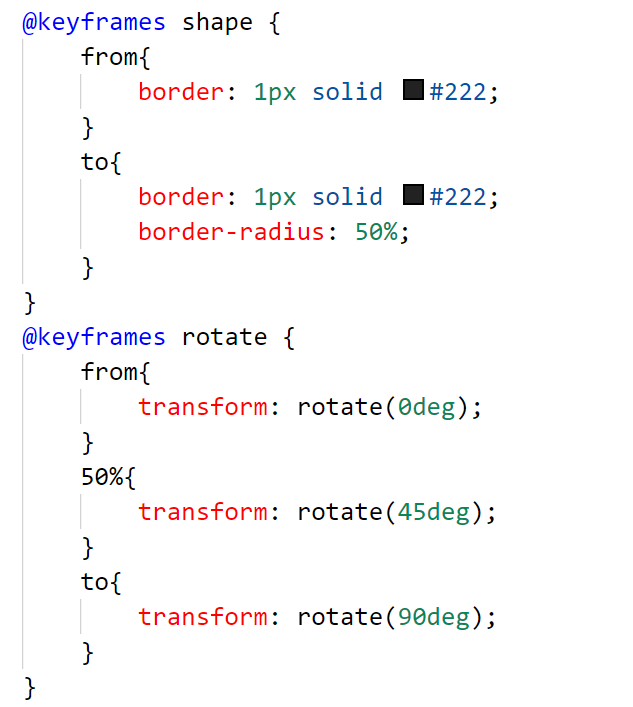 @keyframes shape {
    from{
        border: 1px solid #222;
    }
    to{
        border: 1px solid #222;
        border-radius: 50%;
    }
}
@keyframes rotate {
    from{
        transform: rotate(0deg);
    }
    50%{
        transform: rotate(45deg);
    }
    to{
        transform: rotate(90deg);
    }
}